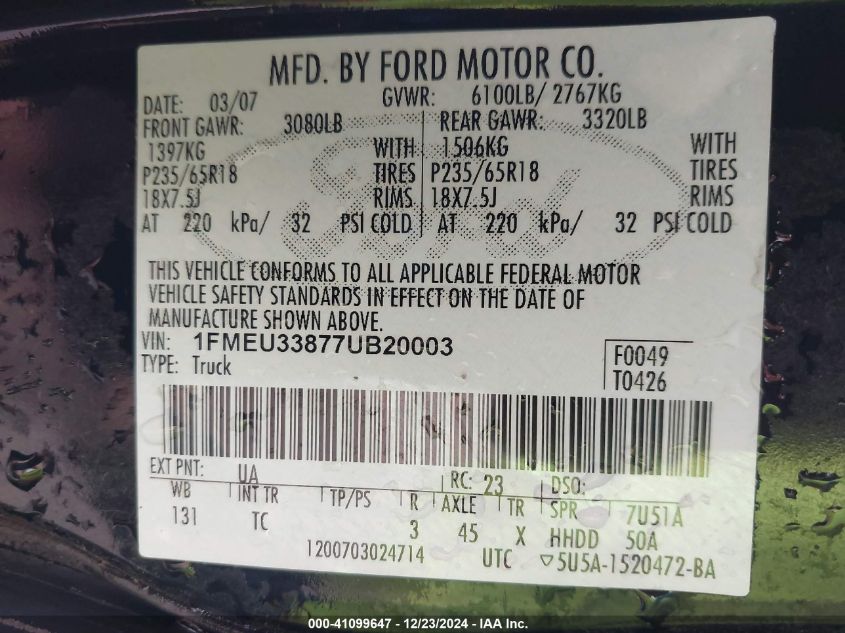 MFD. BY FORD MOTOR CO.
DATE: 03/07 GVWR: 6100LB/ 2767KG
FRONT GAWR: 3080LB REAR GAWR: 3320LB
1397KG WITH 1506KG WITH
P235/65R18 TIRES P235/65R18 TIRES
18X7.5J RIMS 18X7.5J RIMS
AT 220 kPa/ 32 PSI COLD AT 220 kPa/ 32 PSI COLD
Ford
THIS VEHICLE CONFORMS TO ALL APPLICABLE FEDERAL MOTOR
VEHICLE SAFETY STANDARDS IN EFFECT ON THE DATE OF
MANUFACTURE SHOWN ABOVE.
VIN: 1FMEU33877UB20003
TYPE: Truck
F0049
T0426
EXT PNT: UA RC: 23 DSO:
WB INT TR TP/PS R AXLE TR SPR 7U51A
131 TC 3 45 X HHDD 50A
1200703024714 UTC ▽5U5A-1520472-BA
000-41099647 - 12/23/2024 - IAA Inc.